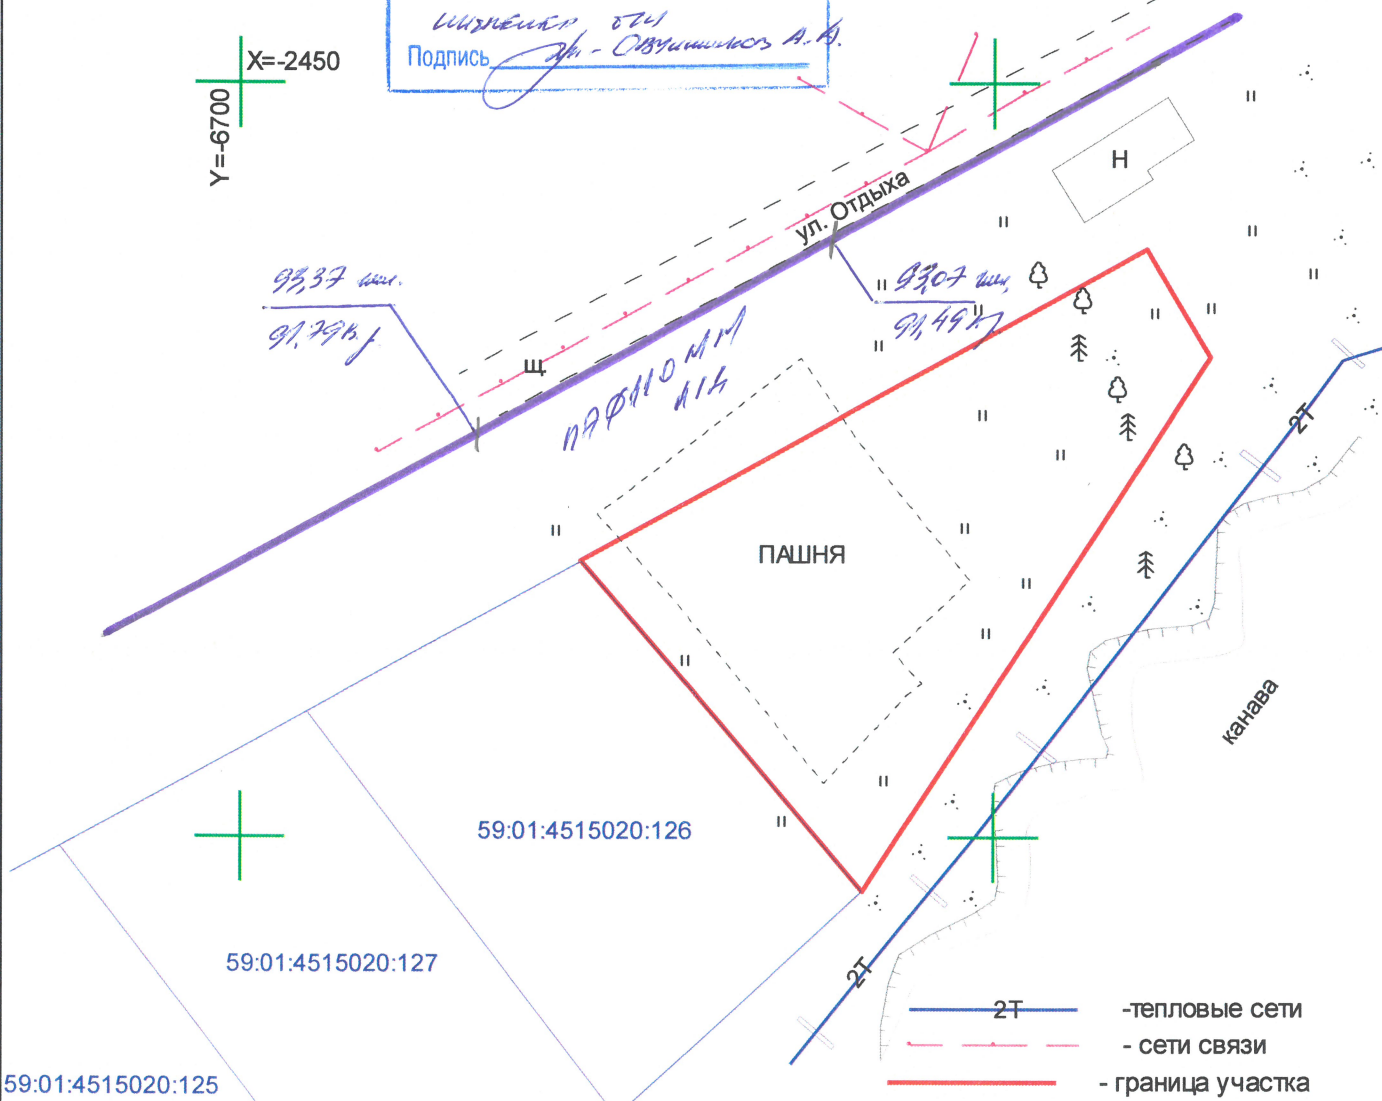 Подпись
X=-2450
Y=-6700
Н
ул. Отдыха
93,37
93,07
91,79
91,49
щ
ПАШНЯ
2Т
канава
59:01:4515020:126
59:01:4515020:127
2Т
2Т -тепловые сети
- сети связи
- граница участка
59:01:4515020:125